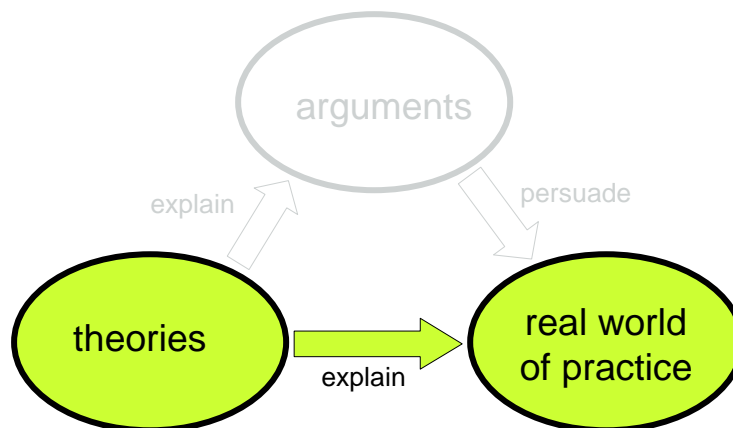 arguments
explain
persuade
theories
real world
of practice
explain